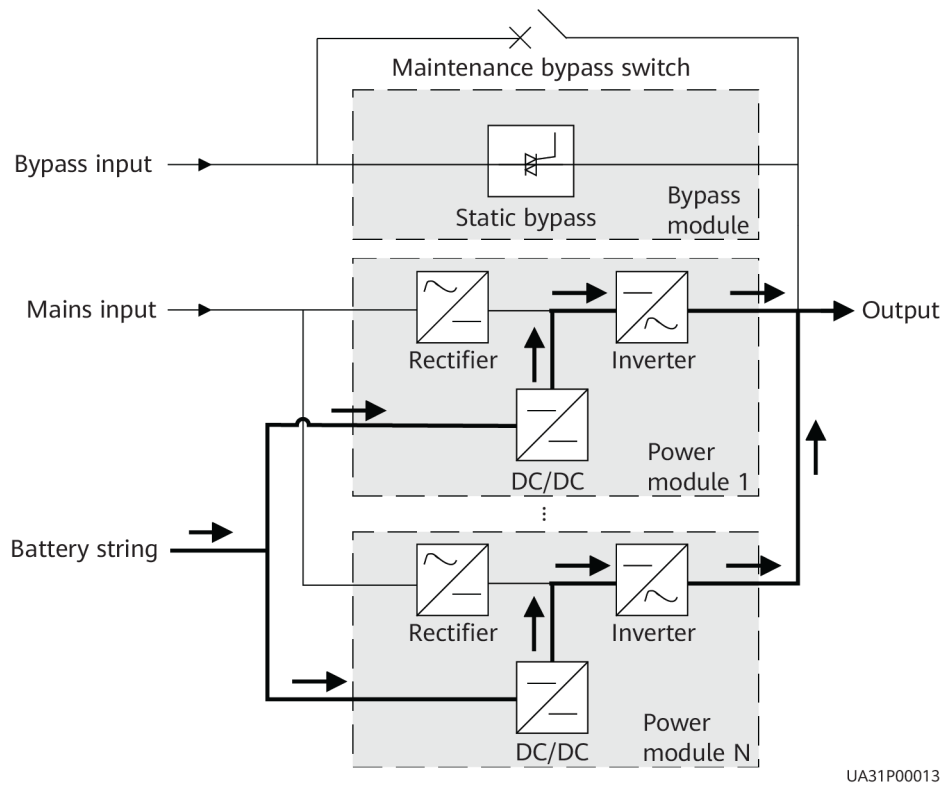 Maintenance bypass switch
Bypass input
Static bypass
Bypass
module
Mains input
Output
Rectifier
Inverter
DC/DC
Power
module 1
Battery string
Rectifier
Inverter
DC/DC
Power
module N
UA31P00013